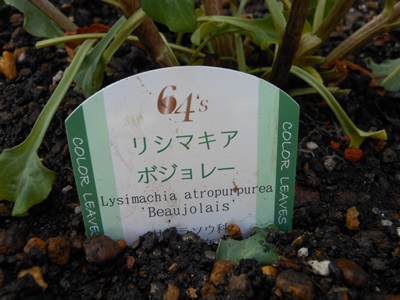 64's
リシマキア
ボジョレー
Lysimachia atropurpurea
'Beaujolais'
COLOR LEAVES
COLOR LEAVES